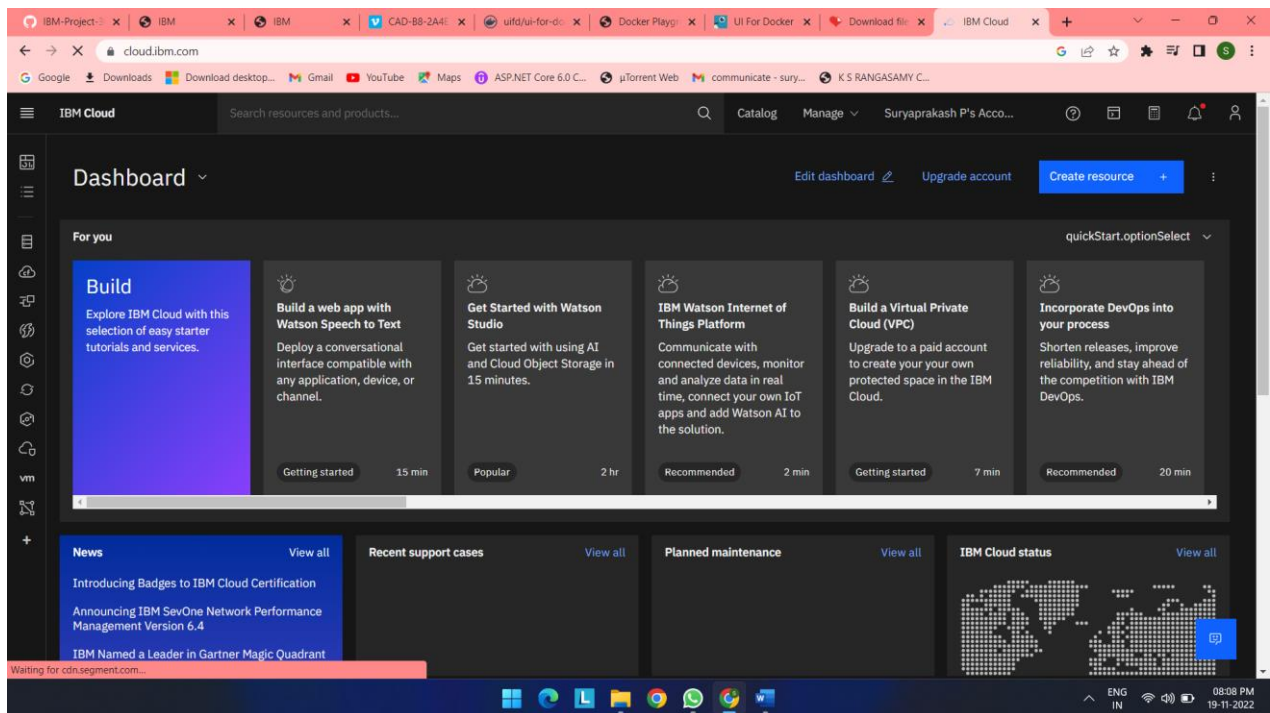 IBM-Project-3
IBM
IBM
CAD-B8-2A4E
uifd/ui-for-do
Docker Playgr
UI For Docker
Download file
IBM Cloud
cloud.ibm.com
Google
Downloads
Download desktop...
Gmail
YouTube
Maps
ASP.NET Core 6.0 C...
µTorrent Web
communicate - sury...
K S RANGASAMY C...
IBM Cloud
Search resources and products...
Catalog
Manage
Suryaprakash P's Acco...
Dashboard
Edit dashboard
Upgrade account
Create resource +
For you
quickStart.optionSelect
Build
Explore IBM Cloud with this
selection of easy starter
tutorials and services.
Build a web app with
Watson Speech to Text
Deploy a conversational
interface compatible with
any application, device, or
channel.
Getting started 15 min
Get Started with Watson
Studio
Get started with using AI
and Cloud Object Storage in
15 minutes.
Popular 2 hr
IBM Watson Internet of
Things Platform
Communicate with
connected devices, monitor
and analyze data in real
time, connect your own IoT
apps and add Watson AI to
the solution.
Recommended 2 min
Build a Virtual Private
Cloud (VPC)
Upgrade to a paid account
to create your your own
protected space in the IBM
Cloud.
Getting started 7 min
Incorporate DevOps into
your process
Shorten releases, improve
reliability, and stay ahead of
the competition with IBM
DevOps.
Recommended 20 min
vm
News View all
Introducing Badges to IBM Cloud Certification
Announcing IBM SevOne Network Performance
Management Version 6.4
IBM Named a Leader in Gartner Magic Quadrant
Recent support cases View all
Planned maintenance View all
IBM Cloud status View all
Waiting for cdn.segment.com...
ENG
IN
08:08 PM
19-11-2022